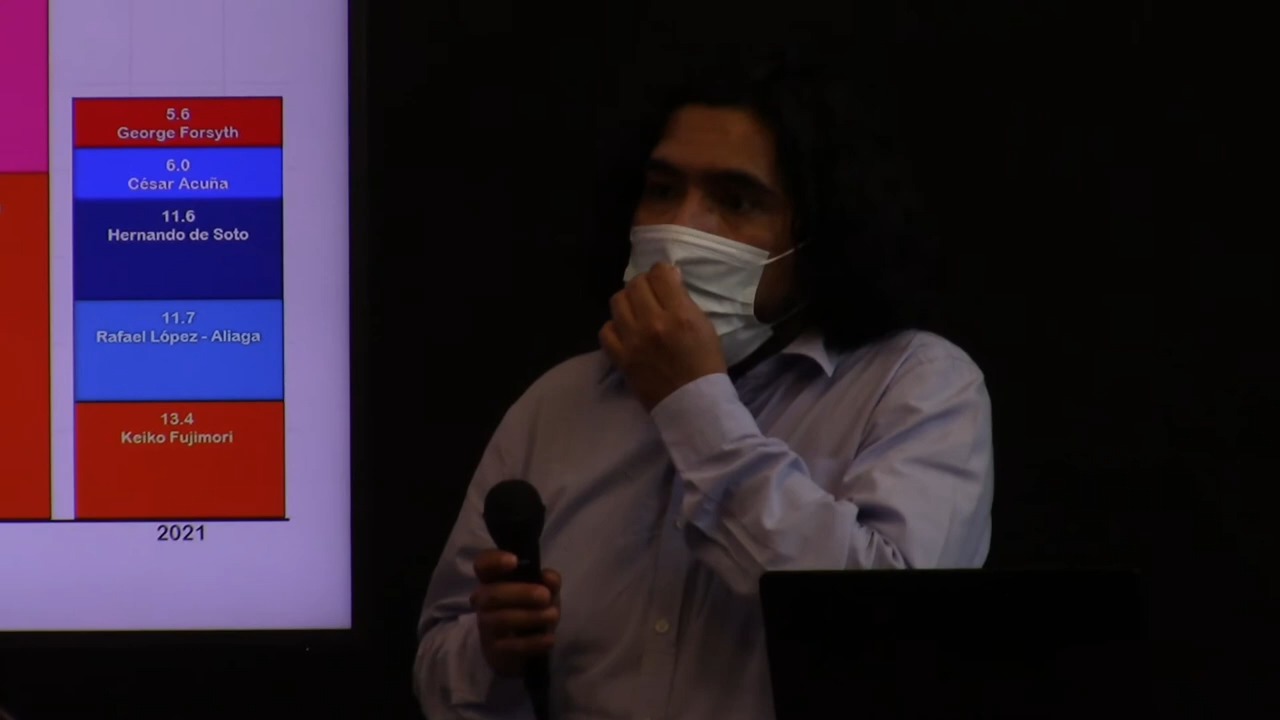 5.6
George Forsyth
6.0
César Acuña
11.6
Hernando de Soto
11.7
Rafael López - Aliaga
13.4
Keiko Fujimori
2021